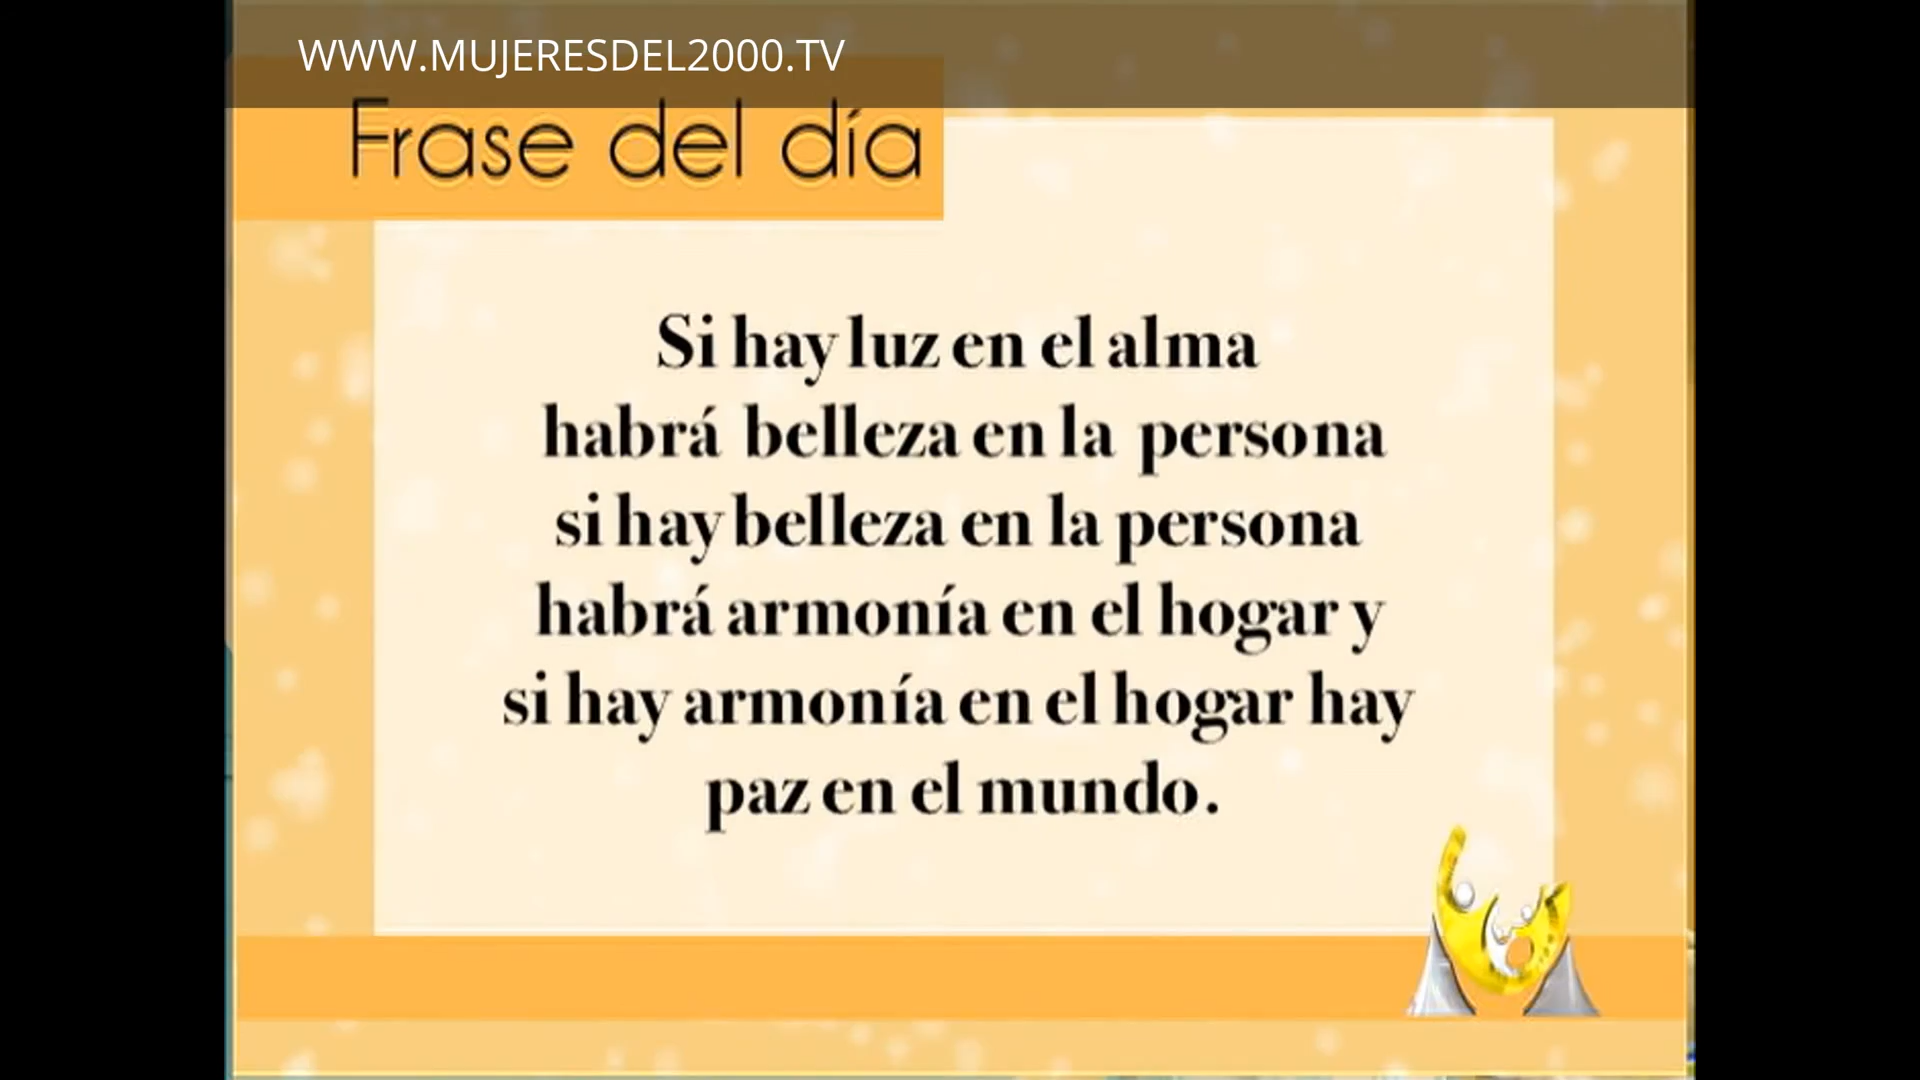 WWW.MUJERESDEL2000.TV
Frase del día
Si hay luz en el alma
habrá belleza en la persona
si hay belleza en la persona
habrá armonía en el hogar y
si hay armonía en el hogar hay
paz en el mundo.